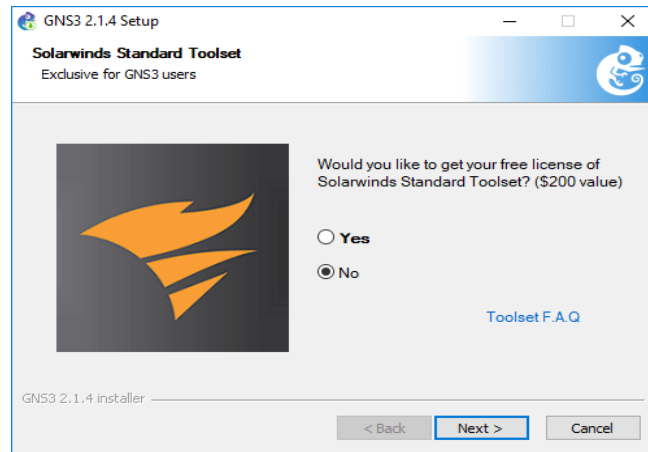 GNS3 2.1.4 Setup
Solarwinds Standard Toolset
Exclusive for GNS3 users
Would you like to get your free license of
Solarwinds Standard Toolset? ($200 value)
Yes
No
Toolset F.A.Q
GNS3 2.1.4 installer
< Back
Next >
Cancel